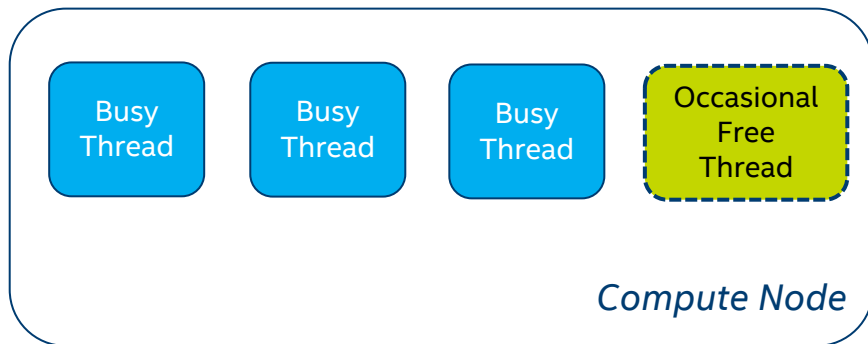 Busy
Thread
Busy
Thread
Busy
Thread
Occasional
Free
Thread
Compute Node